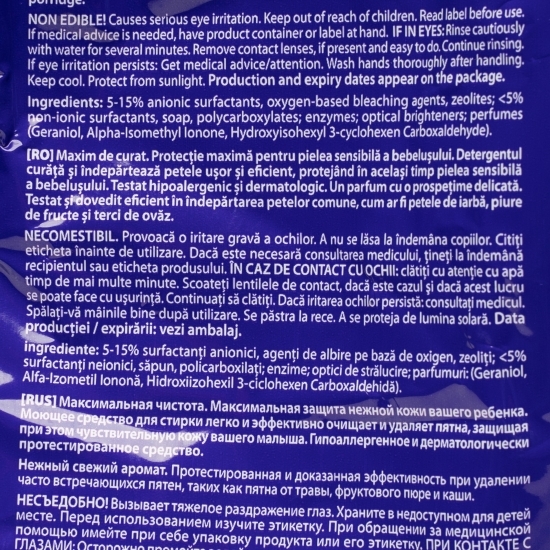 porridge.
NON EDIBLE! Causes serious eye irritation. Keep out of reach of children. Read label before use.
If medical advice is needed, have product container or label at hand. IF IN EYES: Rinse cautiously
with water for several minutes. Remove contact lenses, if present and easy to do. Continue rinsing.
If eye irritation persists: Get medical advice/attention. Wash hands thoroughly after handling.
Keep cool. Protect from sunlight. Production and expiry dates appear on the package.
Ingredients: 5-15% anionic surfactants, oxygen-based bleaching agents, zeolites; <5%
non-ionic surfactants, soap, polycarboxylates; enzymes; optical brighteners; perfumes
(Geraniol, Alpha-Isomethyl Ionone, Hydroxyisohexyl 3-cyclohexen Carboxaldehyde).
[RO] Maxim de curat. Protecție maximă pentru pielea sensibilă a bebelușului. Detergentul
curăță și îndepărtează petele ușor și eficient, protejând în același timp pielea sensibilă
a bebelușului. Testat hipoalergenic și dermatologic. Un parfum cu o prospețime delicată.
Testat și dovedit eficient în îndepărtarea petelor comune, cum ar fi petele de iarbă, piure
de fructe și terci de ovăz.
NECOMESTIBIL. Provoacă o iritare gravă a ochilor. A nu se lăsa la îndemâna copiilor. Citiți
eticheta înainte de utilizare. Dacă este necesară consultarea medicului, țineți la îndemână
recipientul sau eticheta produsului. ÎN CAZ DE CONTACT CU OCHII: clătiți cu atenție cu apă
timp de mai multe minute. Scoateți lentilele de contact, dacă este cazul și dacă acest lucru
se poate face cu ușurință. Continuați să clătiți. Dacă iritarea ochilor persistă: consultați medicul.
Spălați-vă mâinile bine după utilizare. Se păstra la rece. A se proteja de lumina solară. Data
producției / expirării: vezi ambalaj.
ingrediente: 5-15% surfactanți anionici, agenți de albire pe bază de oxigen, zeoliți; <5%
surfactanți neionici, săpun, policarboxilați; enzime; optici de strălucire; parfumuri: (Geraniol,
Alfa-Izometil Iononă, Hidroxiizohexil 3-ciclohexen Carboxaldehidă).
[RUS] Максимальная чистота. Максимальная защита нежной кожи вашего ребенка.
Моющее средство для стирки легко и эффективно очищает и удаляет пятна, защищая
при этом чувствительную кожу вашего малыша. Гипоаллергенное и дерматологически
протестированное средство.
Нежный свежий аромат. Протестированная и доказанная эффективность при удалении
часто встречающихся пятен, таких как пятна от травы, фруктового пюре и каши.
НЕСЪЕДОБНО! Вызывает тяжелое раздражение глаз. Храните в недоступном для детей
месте. Перед использованием изучите этикетку. При обращении за медицинской
помощью имейте при себе упаковку продукта или его этикетку. ПРИ КОНТАКТЕ С
ГЛАЗАМИ: Осторожно